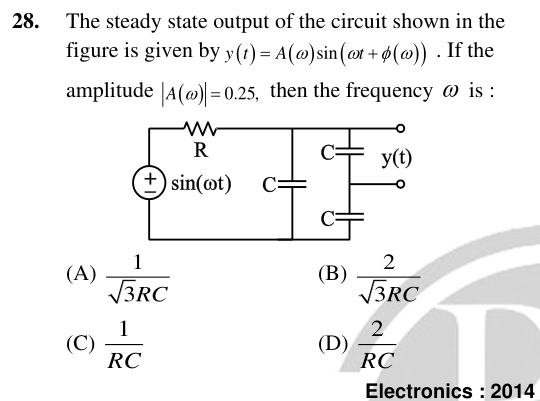 28. The steady state output of the circuit shown in the
figure is given by y(t) = A(ω)sin(ωt + ϕ(ω)) . If the
amplitude |A(ω)| = 0.25, then the frequency ω is :
R
C
y(t)
+
−
sin(ωt)
C
C
(A) 1/√3RC
(B) 2/√3RC
(C) 1/RC
(D) 2/RC
Electronics : 2014